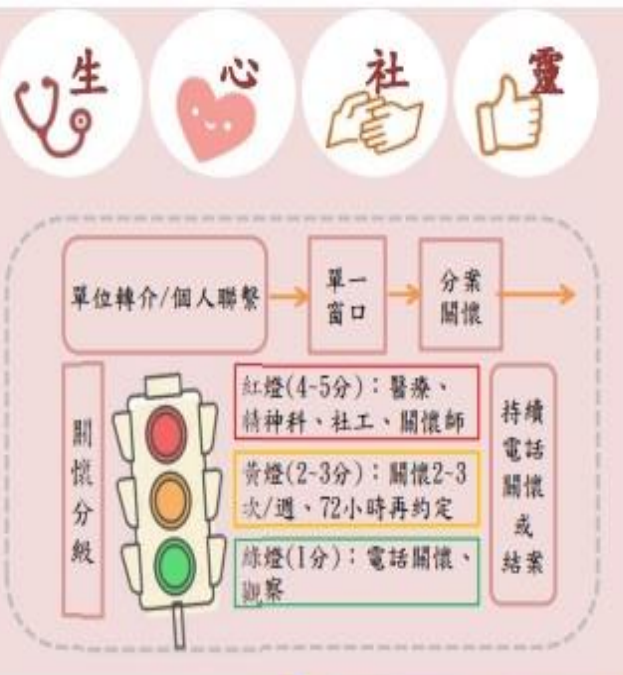 生
心
社
靈
單位轉介/個人聯繫
單一
窗口
分案
關懷
關懷分級
紅燈(4-5分)：醫療、
精神科、社工、關懷師
黃燈(2-3分)：關懷2-3
次/週、72小時再約定
綠燈(1分)：電話關懷、
觀察
持續
電話
關懷
或
結案